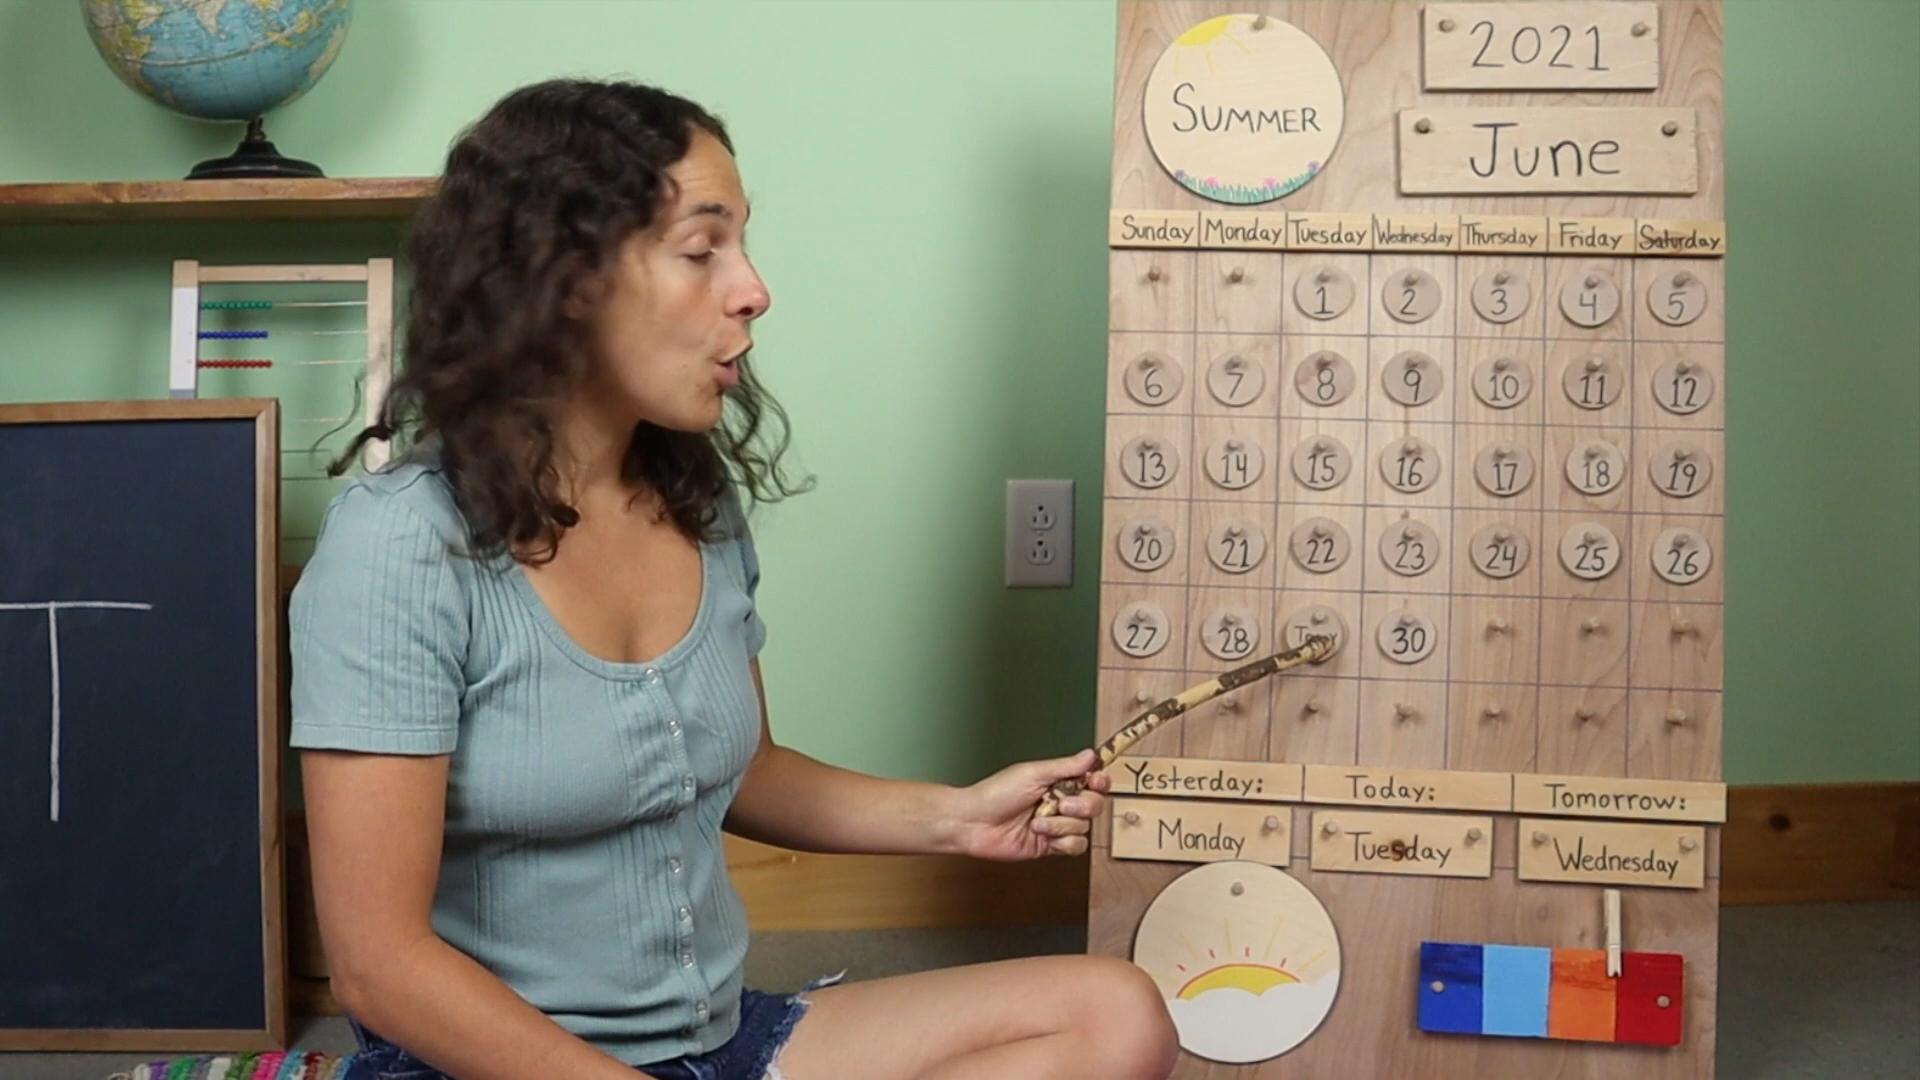 2021
SUMMER
June
Sunday Monday Tuesday Wednesday Thursday Friday Saturday
1 2 3 4 5
6 7 8 9 10 11 12
13 14 15 16 17 18 19
20 21 22 23 24 25 26
27 28 30
Yesterday: Today: Tomorrow:
Monday Tuesday Wednesday
T